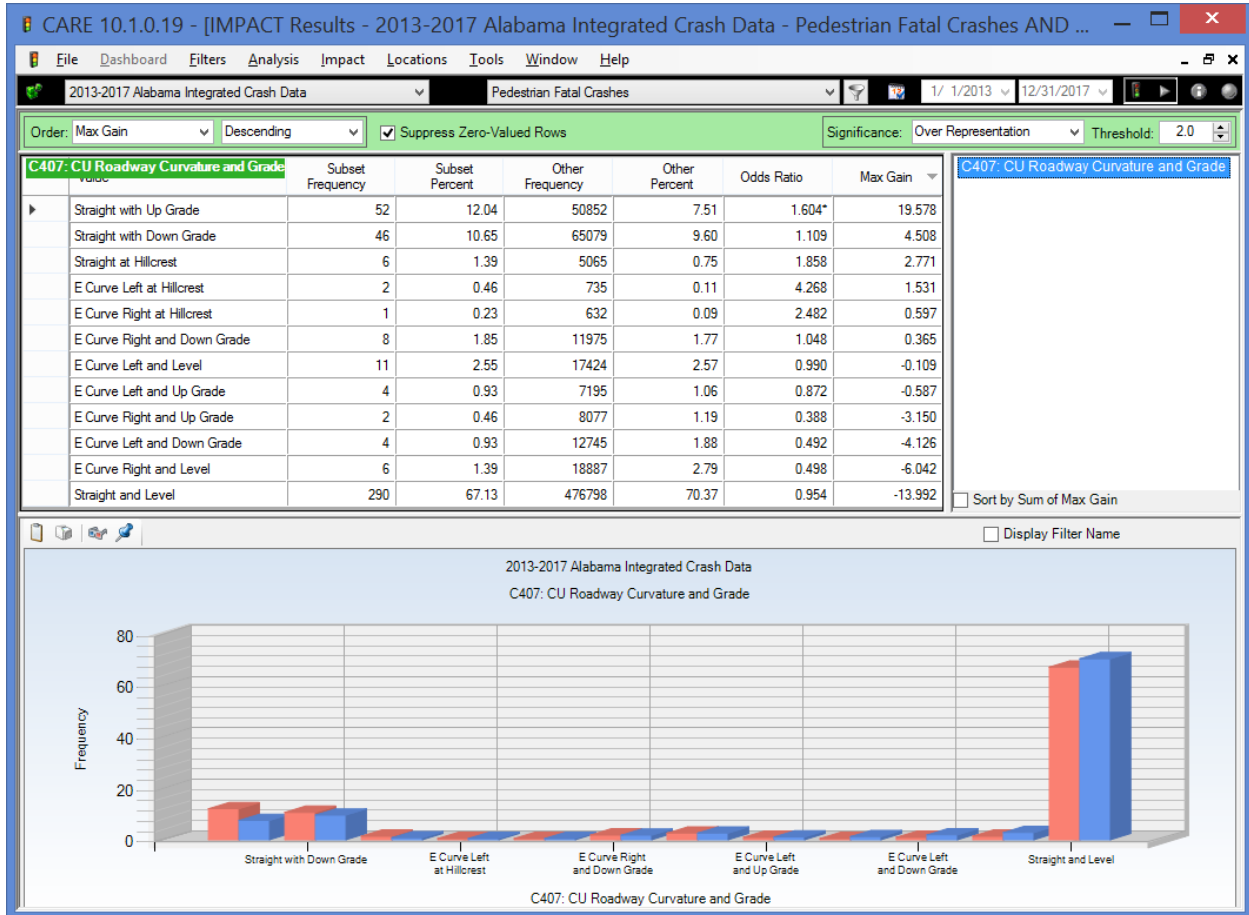 CARE 10.1.0.19 - [IMPACT Results - 2013-2017 Alabama Integrated Crash Data - Pedestrian Fatal Crashes AND ...
File Dashboard Filters Analysis Impact Locations Tools Window Help
2013-2017 Alabama Integrated Crash Data Pedestrian Fatal Crashes 1/ 1/2013 12/31/2017
Order: Max Gain Descending Suppress Zero-Valued Rows Significance: Over Representation Threshold: 2.0
C407: CU Roadway Curvature and Grade Subset Frequency Subset Percent Other Frequency Other Percent Odds Ratio Max Gain
C407: CU Roadway Curvature and Grade
Straight with Up Grade 52 12.04 50852 7.51 1.604* 19.578
Straight with Down Grade 46 10.65 65079 9.60 1.109 4.508
Straight at Hillcrest 6 1.39 5065 0.75 1.858 2.771
E Curve Left at Hillcrest 2 0.46 735 0.11 4.268 1.531
E Curve Right at Hillcrest 1 0.23 632 0.09 2.482 0.597
E Curve Right and Down Grade 8 1.85 11975 1.77 1.048 0.365
E Curve Left and Level 11 2.55 17424 2.57 0.990 -0.109
E Curve Left and Up Grade 4 0.93 7195 1.06 0.872 -0.587
E Curve Right and Up Grade 2 0.46 8077 1.19 0.388 -3.150
E Curve Left and Down Grade 4 0.93 12745 1.88 0.492 -4.126
E Curve Right and Level 6 1.39 18887 2.79 0.498 -6.042
Straight and Level 290 67.13 476798 70.37 0.954 -13.992
Sort by Sum of Max Gain
Display Filter Name
2013-2017 Alabama Integrated Crash Data
C407: CU Roadway Curvature and Grade
80
60
40
20
0
Frequency
Straight with Down Grade
E Curve Left
at Hillcrest
E Curve Right
and Down Grade
E Curve Left
and Up Grade
E Curve Left
and Down Grade
Straight and Level
C407: CU Roadway Curvature and Grade